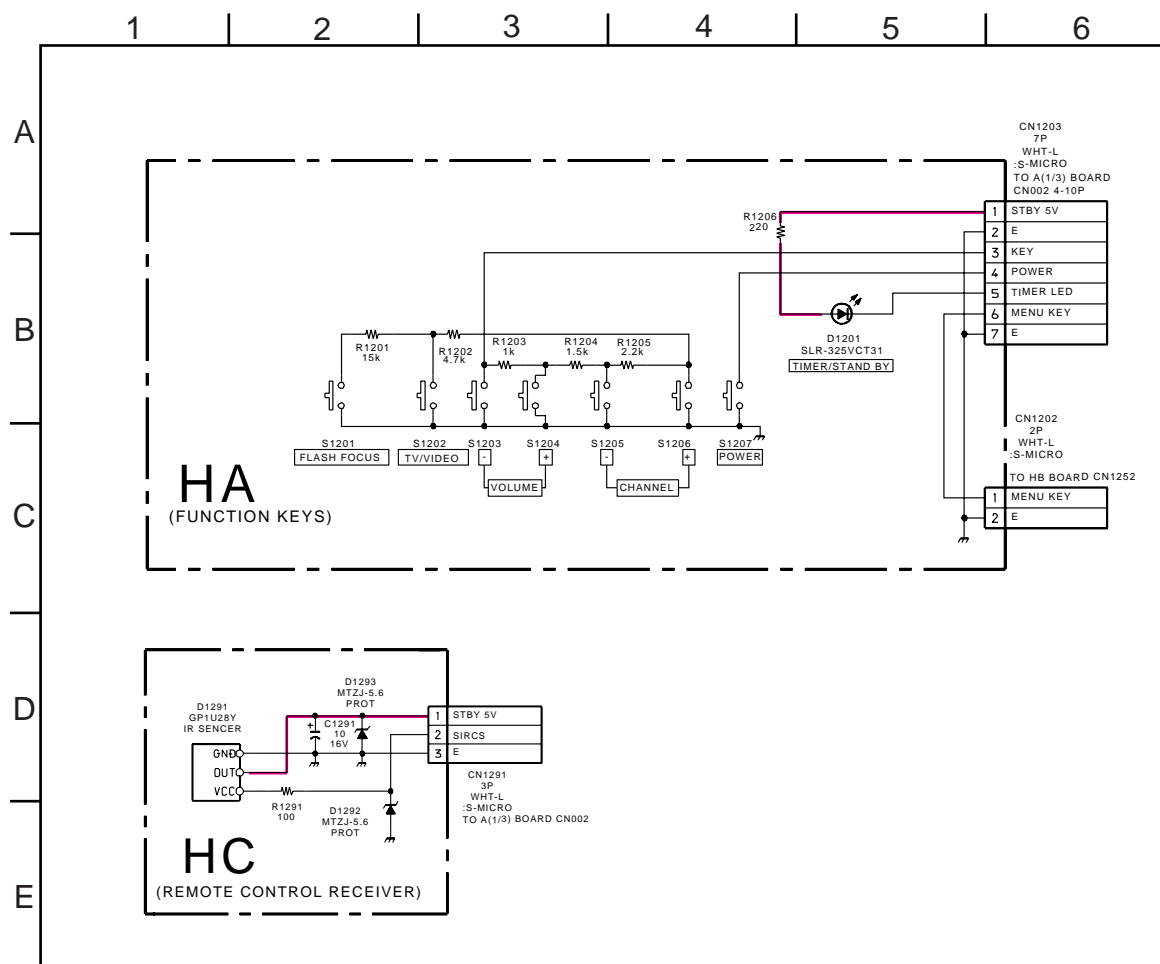 1 2 3 4 5 6
A
B
C
D
E
CN1203
7P
WHT-L
:S-MICRO
TO A(1/3) BOARD
CN002 4-10P
1 STBY 5V
2 E
3 KEY
4 POWER
5 TIMER LED
6 MENU KEY
7 E
R1206
220
D1201
SLR-325VCT31
TIMER/STAND BY
R1201
15k
R1202
4.7k
R1203
1k
R1204
1.5k
R1205
2.2k
S1201
FLASH FOCUS
S1202
TV/VIDEO
S1203
-
S1204
+
VOLUME
S1205
-
S1206
+
CHANNEL
S1207
POWER
HA
(FUNCTION KEYS)
CN1202
2P
WHT-L
:S-MICRO
TO HB BOARD CN1252
1 MENU KEY
2 E
D1291
GP1U28Y
IR SENCER
GND
OUT
VCC
D1293
MTZJ-5.6
PROT
+
C1291
10
16V
1 STBY 5V
2 SIRCS
3 E
CN1291
3P
WHT-L
:S-MICRO
TO A(1/3) BOARD CN002
R1291
100
D1292
MTZJ-5.6
PROT
HC
(REMOTE CONTROL RECEIVER)